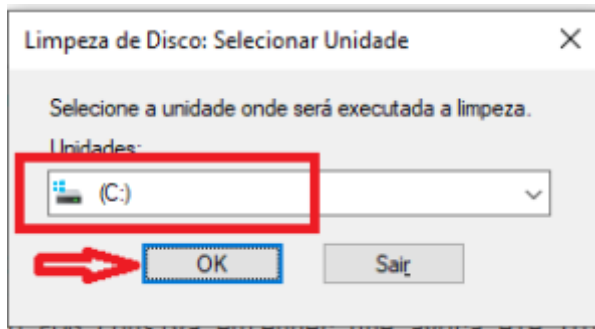 Limpeza de Disco: Selecionar Unidade
Selecione a unidade onde será executada a limpeza.
Unidades:
(C:)
OK Sair